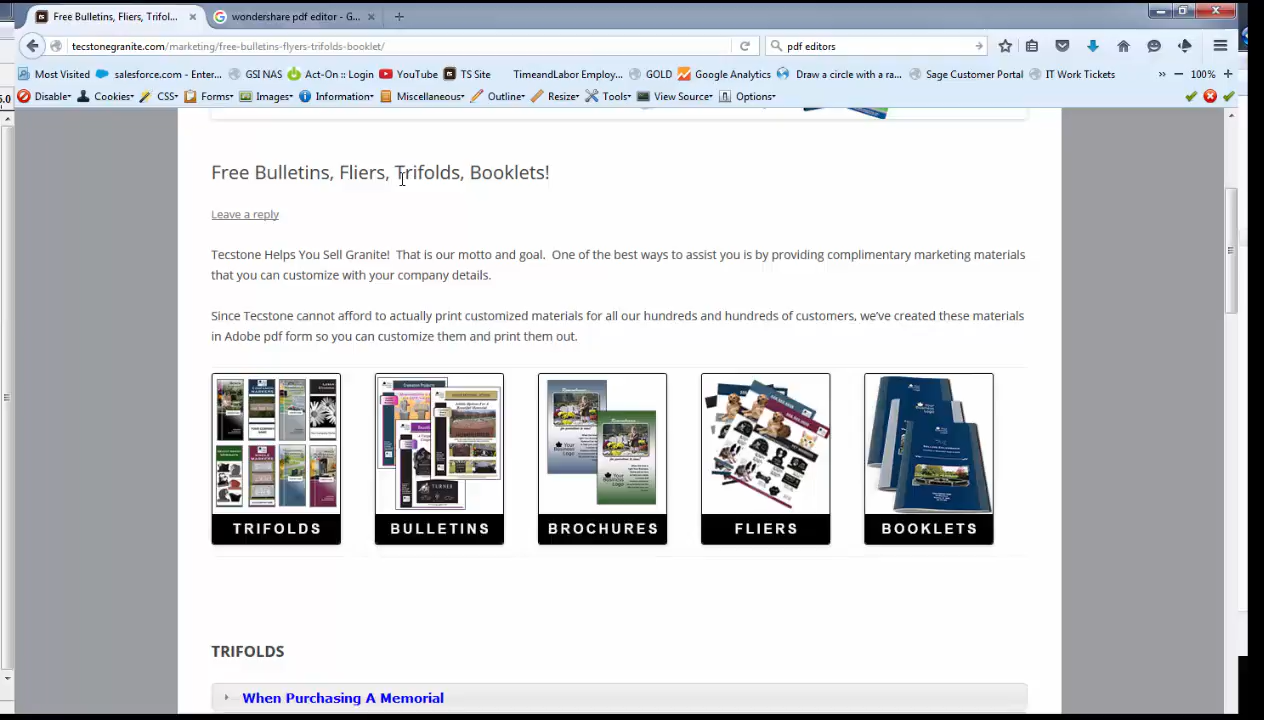 Free Bulletins, Fliers, Trifol...
wondershare pdf editor - G...
tecstonegranite.com/marketing/free-bulletins-flyers-trifolds-booklet/
pdf editors
Most Visited salesforce.com - Enter... GSI NAS Act-On :: Login YouTube TS Site TimeandLabor Employ... GOLD Google Analytics Draw a circle with a ra... Sage Customer Portal IT Work Tickets » 100%
5.0 Disable Cookies CSS Forms Images Information Miscellaneous Outline Resize Tools View Source Options
Free Bulletins, Fliers, Trifolds, Booklets!
Leave a reply
Tecstone Helps You Sell Granite! That is our motto and goal. One of the best ways to assist you is by providing complimentary marketing materials
that you can customize with your company details.
Since Tecstone cannot afford to actually print customized materials for all our hundreds and hundreds of customers, we've created these materials
in Adobe pdf form so you can customize them and print them out.
TRIFOLDS BULLETINS BROCHURES FLIERS BOOKLETS
TRIFOLDS
When Purchasing A Memorial